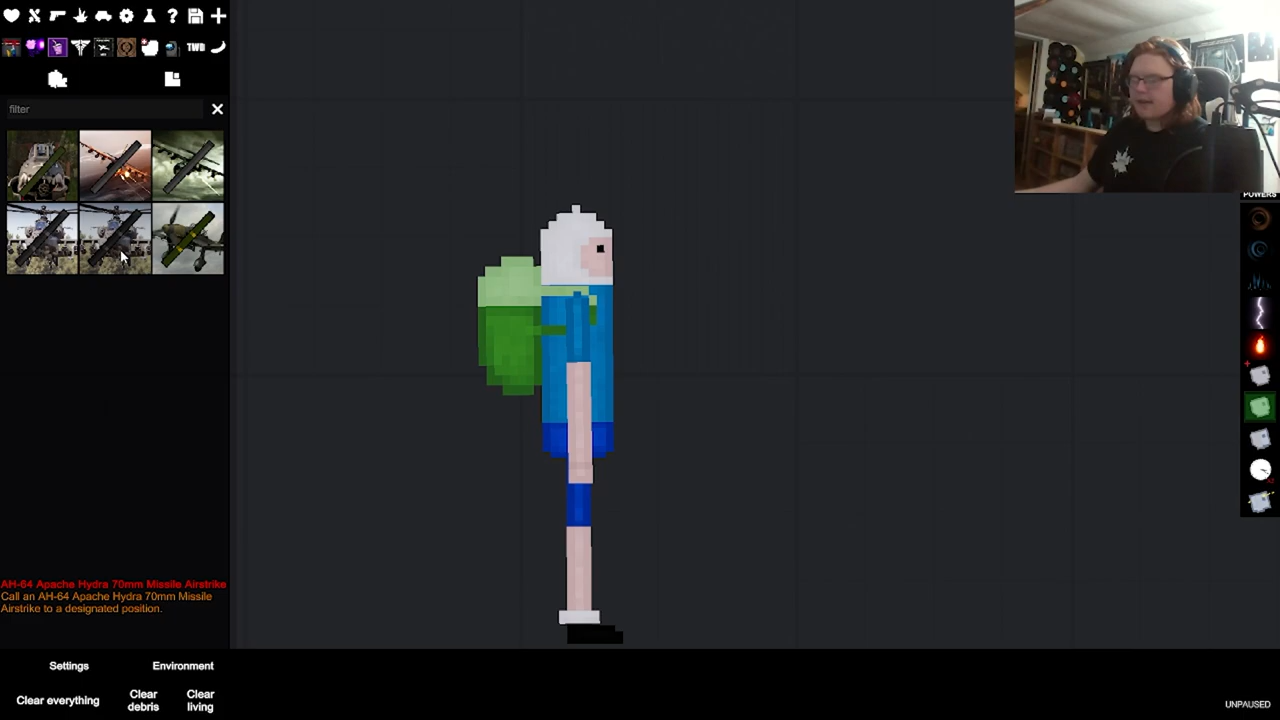 TWD
filter
POWERS
AH-64 Apache Hydra 70mm Missile Airstrike
Call an AH-64 Apache Hydra 70mm Missile
Airstrike to a designated position.
Settings
Environment
Clear everything
Clear
debris
Clear
living
UNPAUSED